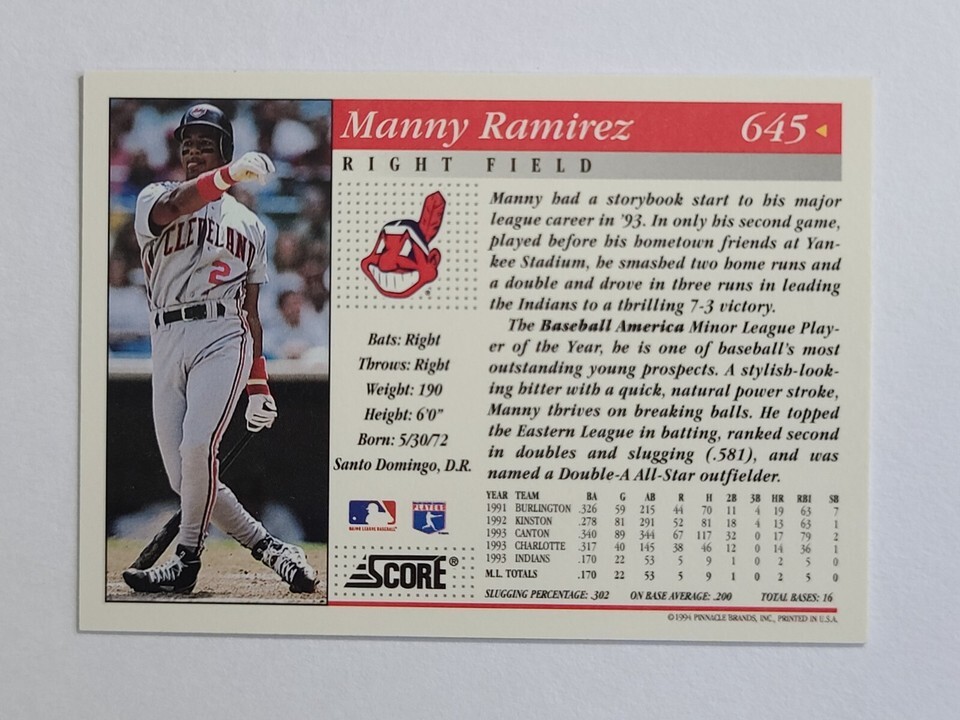 Manny Ramirez 645
RIGHT FIELD
CLEVELAND
2
Manny had a storybook start to his major
league career in '93. In only his second game,
played before his hometown friends at Yan-
kee Stadium, he smashed two home runs and
a double and drove in three runs in leading
the Indians to a thrilling 7-3 victory.
The Baseball America Minor League Play-
er of the Year, he is one of baseball's most
outstanding young prospects. A stylish-look-
ing hitter with a quick, natural power stroke,
Manny thrives on breaking balls. He topped
the Eastern League in batting, ranked second
in doubles and slugging (.581), and was
named a Double-A All-Star outfielder.
Bats: Right
Throws: Right
Weight: 190
Height: 6'0"
Born: 5/30/72
Santo Domingo, D.R.
MAJOR LEAGUE BASEBALL
PLAYERS
SCORE®
YEAR TEAM BA G AB R H 2B 3B HR RBI SB
1991 BURLINGTON .326 59 215 44 70 11 4 19 63 7
1992 KINSTON .278 81 291 52 81 18 4 13 63 1
1993 CANTON .340 89 344 67 117 32 0 17 79 2
1993 CHARLOTTE .317 40 145 38 46 12 0 14 36 1
1993 INDIANS .170 22 53 5 9 1 0 2 5 0
M.L. TOTALS .170 22 53 5 9 1 0 2 5 0
SLUGGING PERCENTAGE: .302 ON BASE AVERAGE: .200 TOTAL BASES: 16
©1994 PINNACLE BRANDS, INC., PRINTED IN U.S.A.